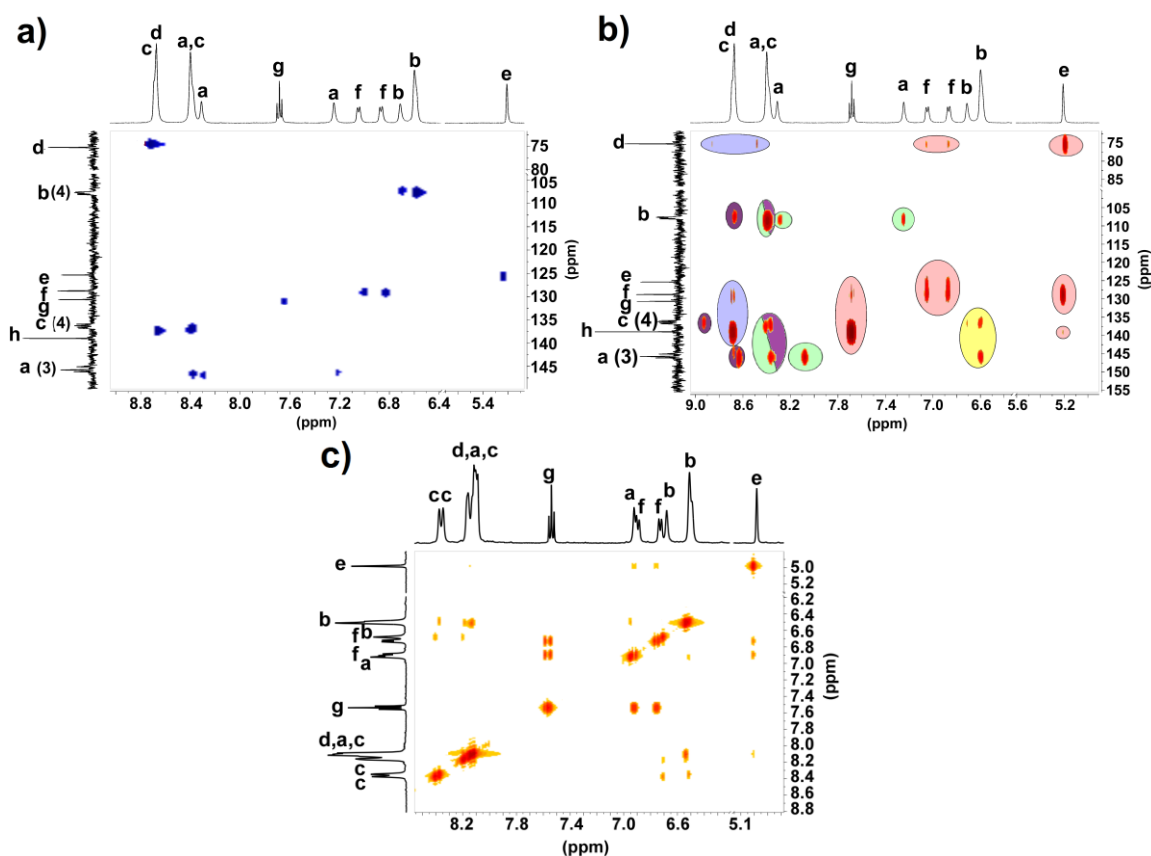 a)
d
c
a,c
a
g
a
f
f
b
b
e
d
b (4)
e
f
g
c (4)
h
a (3)
75
80
105
110
125
130
135
145
(ppm)
8.8 8.4 8.0 7.6 7.2 6.8 6.4 5.2
(ppm)
b)
d
c
a,c
a
g
a
f
f
b
b
e
d
b
e
f
g
c (4)
h
a (3)
75
80
85
105
110
115
120
125
130
135
140
145
150
155
(ppm)
9.0 8.6 8.2 7.8 7.4 7.0 6.6 5.6 5.2
(ppm)
c)
c c
d,a,c
g
a
f
f
b
b
e
e
b
f b
f
a
g
d,a,c
c
c
5.0
5.2
6.2
6.4
6.6
6.8
7.0
7.2
7.4
7.6
7.8
8.0
8.2
8.4
8.6
8.8
(ppm)
8.2 7.8 7.4 7.0 6.6 5.1
(ppm)